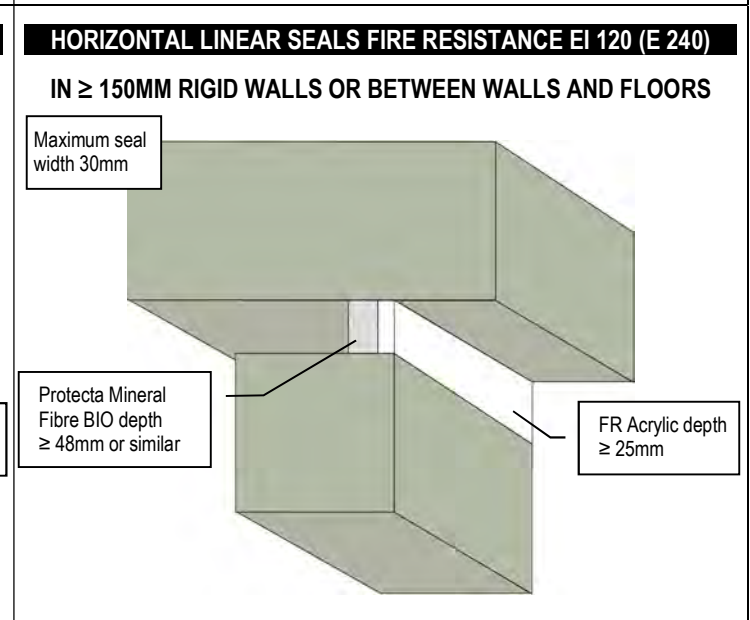 HORIZONTAL LINEAR SEALS FIRE RESISTANCE EI 120 (E 240)
IN ≥ 150MM RIGID WALLS OR BETWEEN WALLS AND FLOORS
Maximum seal
width 30mm
Protecta Mineral
Fibre BIO depth
≥ 48mm or similar
FR Acrylic depth
≥ 25mm